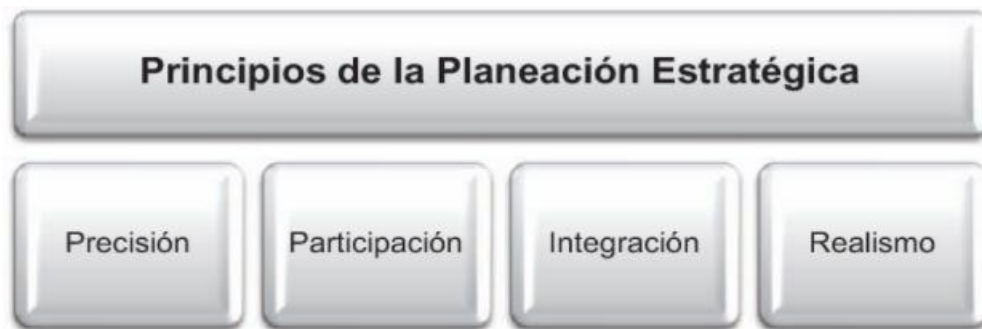 Principios de la Planeación Estratégica
Precisión
Participación
Integración
Realismo